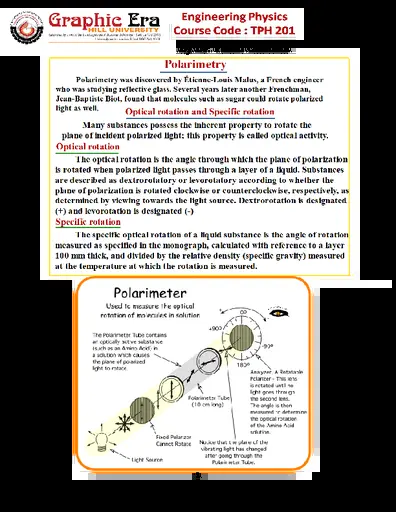 Graphic Era
HILL UNIVERSITY
Engineering Physics
Course Code : TPH 201
Polarimetry
Polarimetry was discovered by Étienne-Louis Malus, a French engineer
who was studying reflective glass. Several years later another Frenchman,
Jean-Baptiste Biot, found that molecules such as sugar could rotate polarized
light as well.
Optical rotation and Specific rotation
Many substances possess the inherent property to rotate the
plane of incident polarized light; this property is called optical activity.
Optical rotation
The optical rotation is the angle through which the plane of polarization
is rotated when polarized light passes through a layer of a liquid. Substances
are described as dextrorotatory or levorotatory according to whether the
plane of polarization is rotated clockwise or counterclockwise, respectively, as
determined by viewing towards the light source. Dextrorotation is designated
(+) and levorotation is designated (-)
Specific rotation
The specific optical rotation of a liquid substance is the angle of rotation
measured as specified in the monograph, calculated with reference to a layer
100 mm thick, and divided by the relative density (specific gravity) measured
at the temperature at which the rotation is measured.
Polarimeter
Used to measure the optical
rotation of molecules in solution
The Polarimeter Tube contains
an optically active substance
(such as an Amino Acid) in
a solution which causes
the plane of polarized
light to rotate.
0º
+90º
-90º
180º
Analyzer. A Rotatable
Polarizer - This lens
is rotated until no
light goes through
the second lens.
The angle is then
measured to determine
the optical rotation
of the Amino Acid
solution.
Polarimeter Tube
(10 cm long)
Fixed Polarizer
Cannot Rotate
Notice that the plane of the
vibrating light has changed
after going through the
Polarimeter Tube.
Light Source